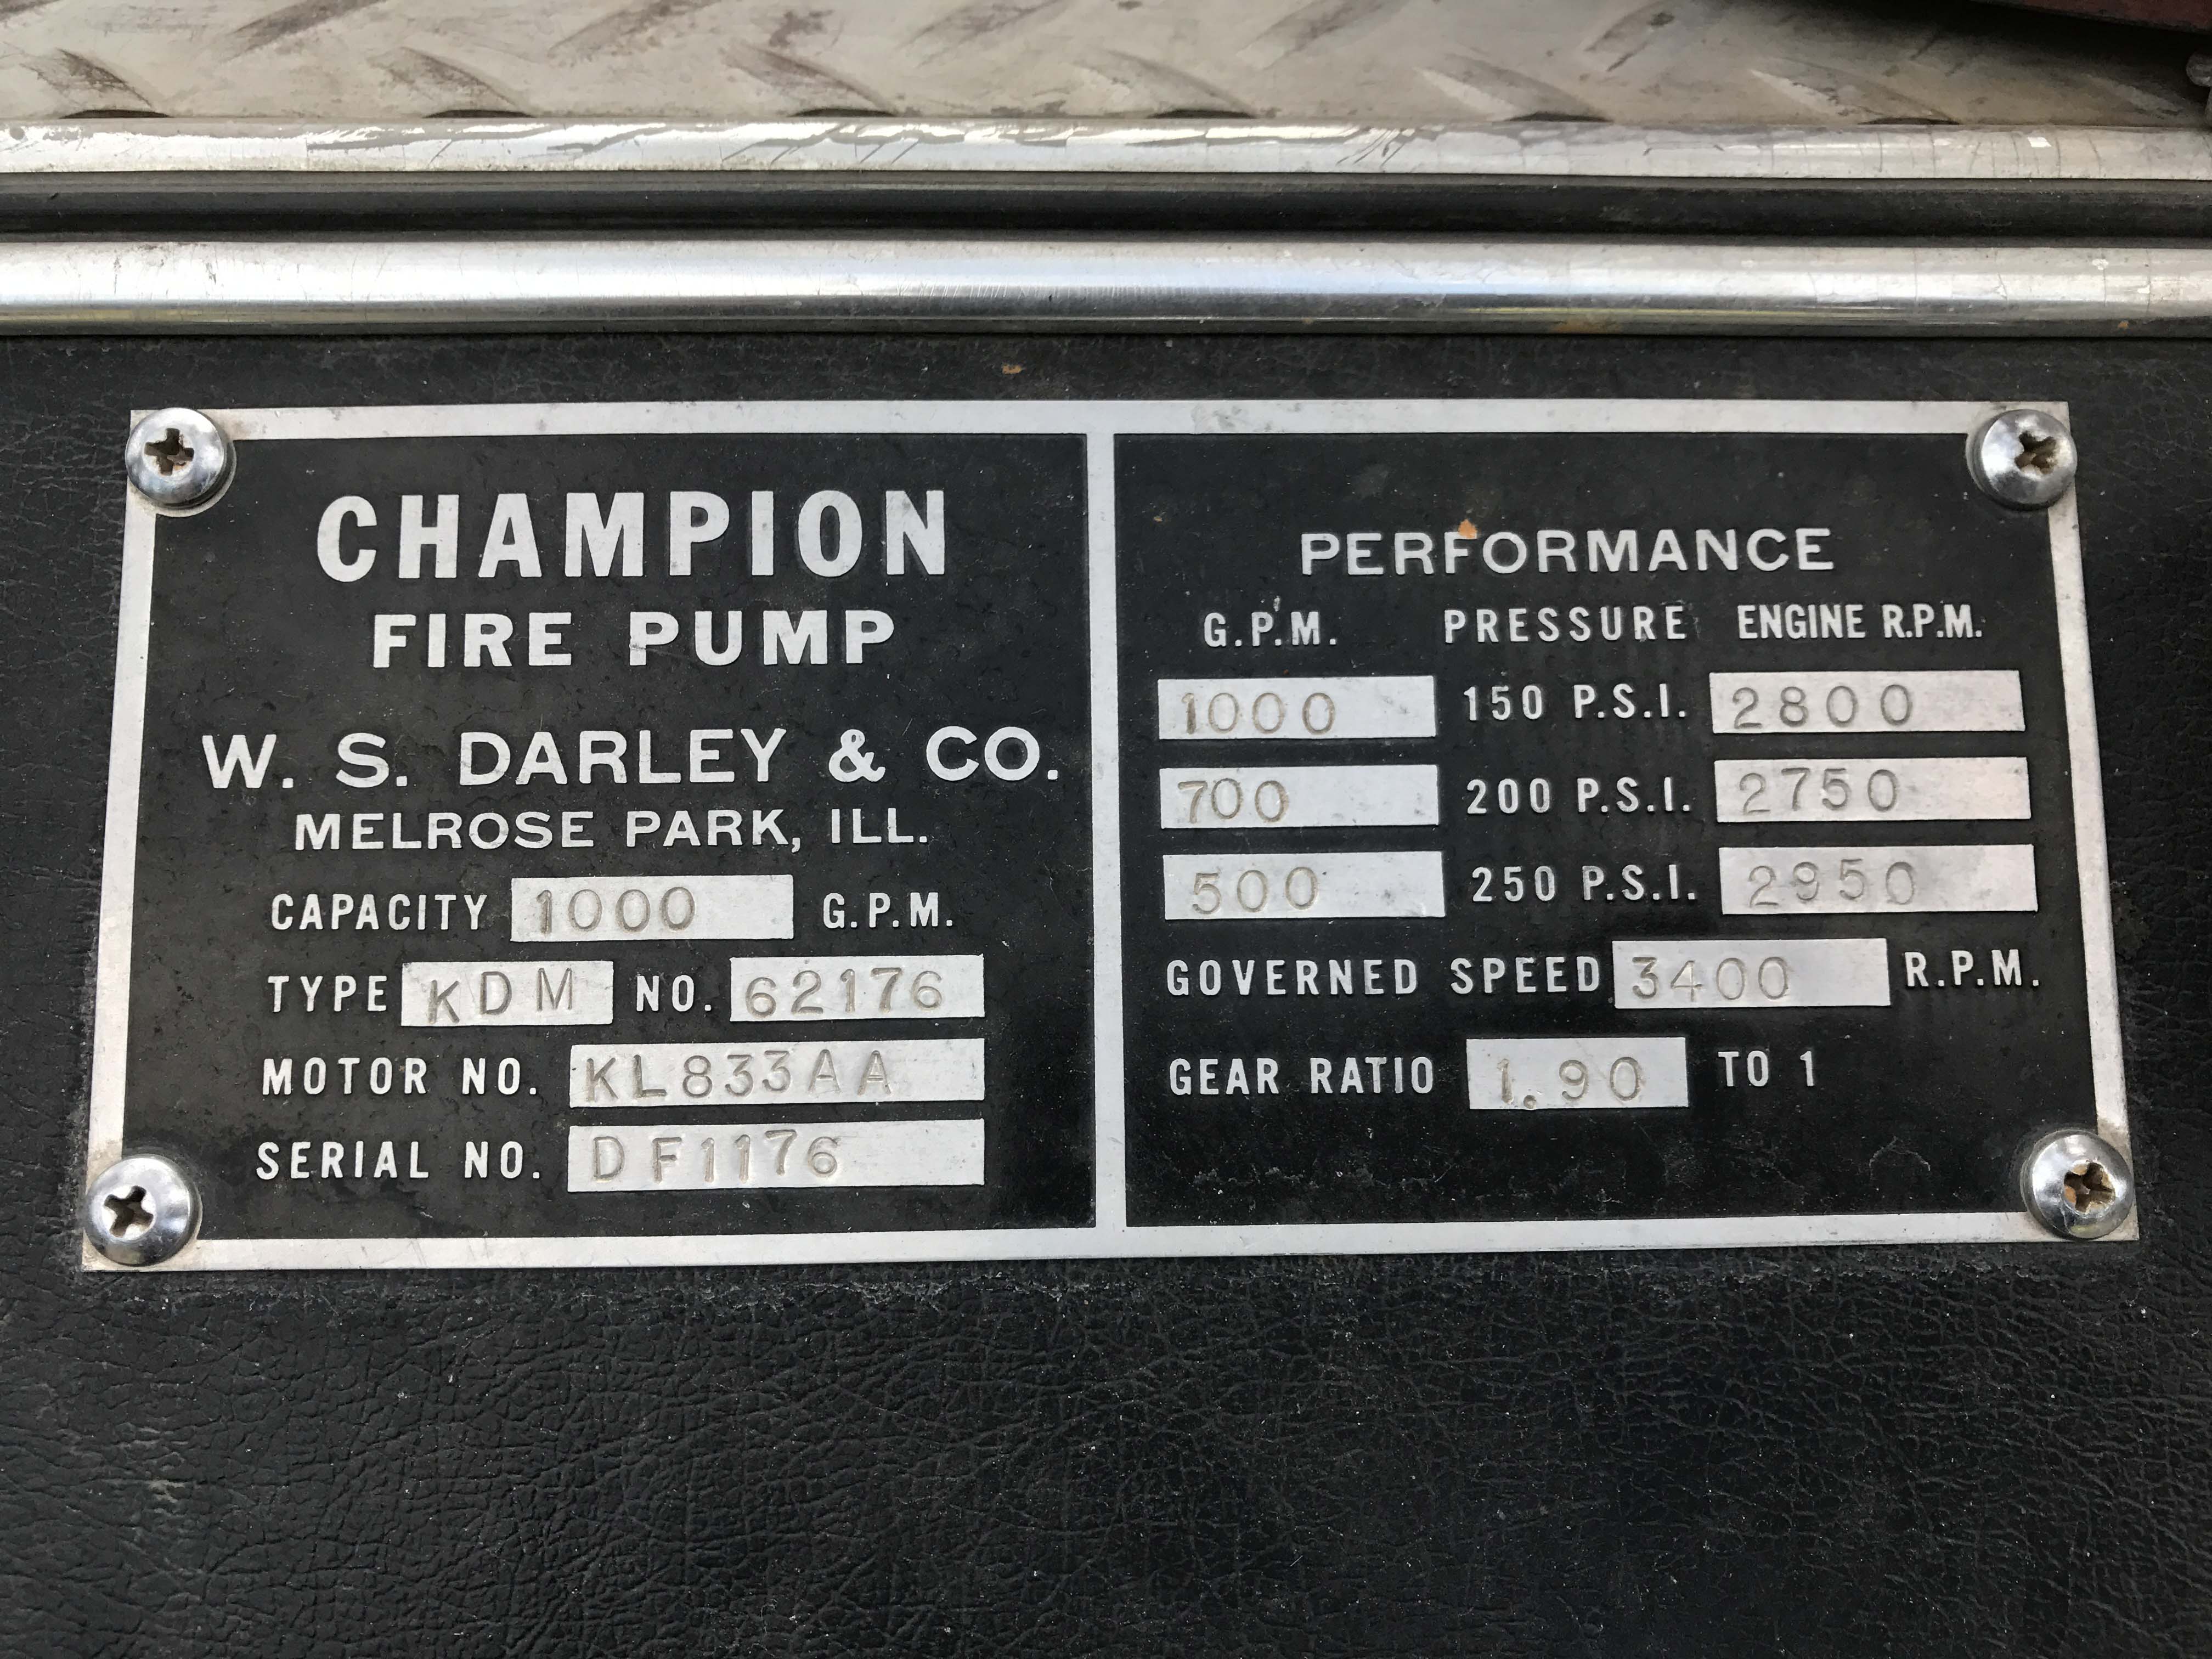 CHAMPION
FIRE PUMP
W. S. DARLEY & CO.
MELROSE PARK, ILL.
CAPACITY 1000 G.P.M.
TYPE KDM NO. 62176
MOTOR NO. KL833AA
SERIAL NO. DF1176
PERFORMANCE
G.P.M. PRESSURE ENGINE R.P.M.
1000 150 P.S.I. 2800
700 200 P.S.I. 2750
500 250 P.S.I. 2950
GOVERNED SPEED 3400 R.P.M.
GEAR RATIO 1.90 TO 1